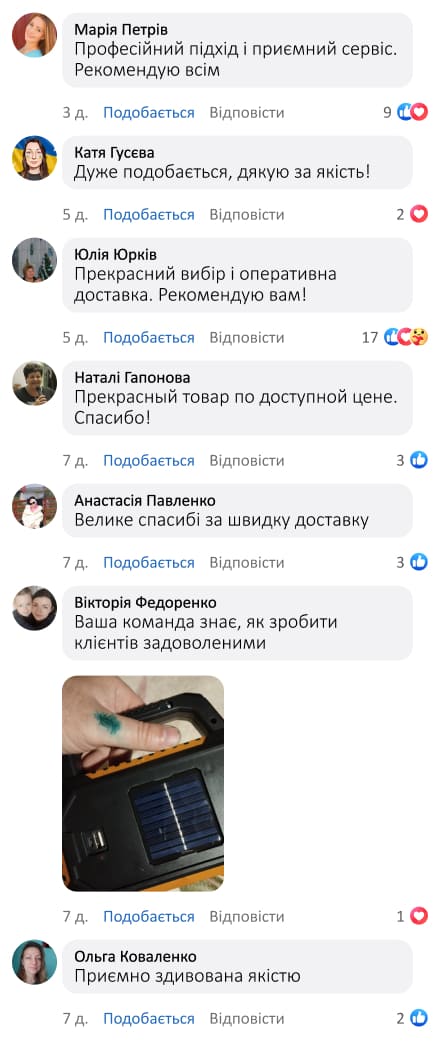 Марія Петрів
Професійний підхід і приємний сервіс.
Рекомендую всім
3 д. Подобається Відповісти 9
Катя Гусєва
Дуже подобається, дякую за якість!
5 д. Подобається Відповісти 2
Юлія Юрків
Прекрасний вибір і оперативна
доставка. Рекомендую вам!
5 д. Подобається Відповісти 17
Наталі Гапонова
Прекрасный товар по доступной цене.
Спасибо!
7 д. Подобається Відповісти 3
Анастасія Павленко
Велике спасибі за швидку доставку
7 д. Подобається Відповісти 3
Вікторія Федоренко
Ваша команда знає, як зробити
клієнтів задоволеними
7 д. Подобається Відповісти 1
Ольга Коваленко
Приємно здивована якістю
7 д. Подобається Відповісти 2